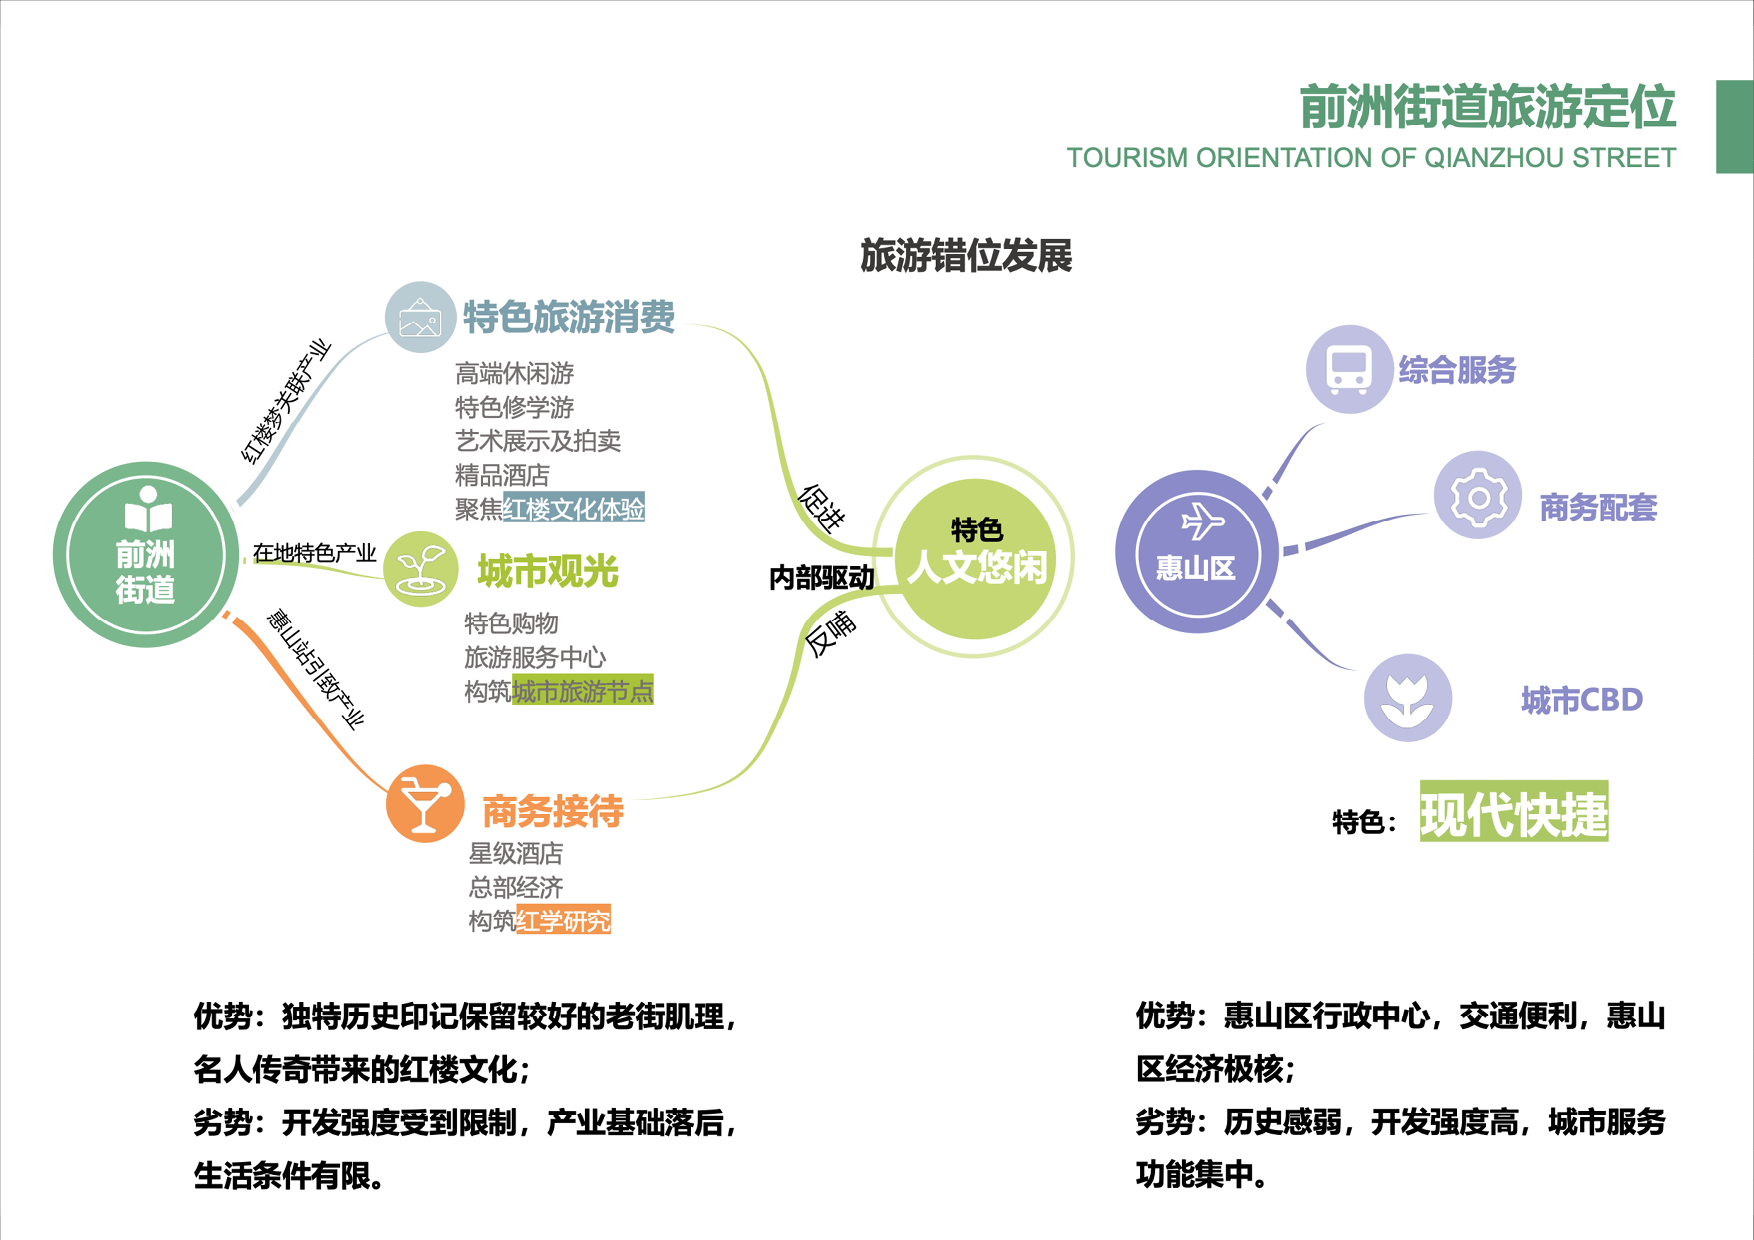 前洲街道旅游定位
TOURISM ORIENTATION OF QIANZHOU STREET
旅游错位发展
前洲
街道
红楼梦关联产业
在地特色产业
惠山站引致产业
特色旅游消费
高端休闲游
特色修学游
艺术展示及拍卖
精品酒店
聚焦红楼文化体验
城市观光
特色购物
旅游服务中心
构筑城市旅游节点
商务接待
星级酒店
总部经济
构筑红学研究
促进
内部驱动
反哺
特色
人文悠闲
惠山区
综合服务
商务配套
城市CBD
特色：
现代快捷
优势：独特历史印记保留较好的老街肌理，
名人传奇带来的红楼文化；
劣势：开发强度受到限制，产业基础落后，
生活条件有限。
优势：惠山区行政中心，交通便利，惠山
区经济极核；
劣势：历史感弱，开发强度高，城市服务
功能集中。